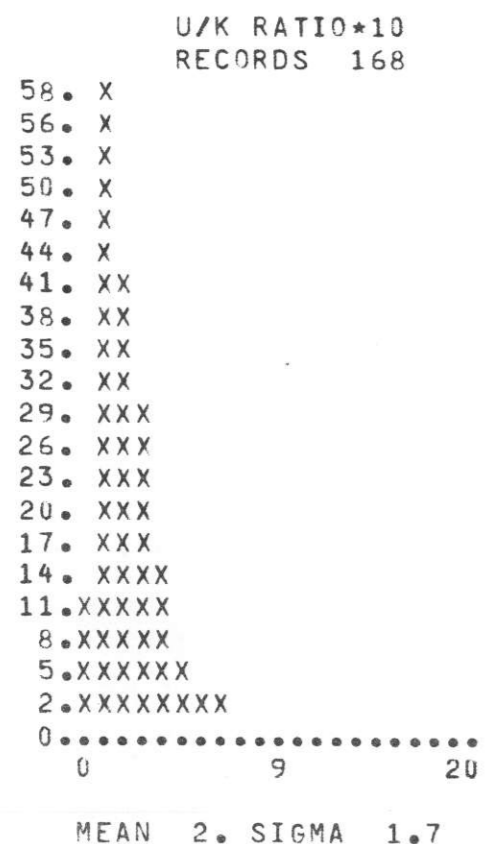 U/K RATIO*10
RECORDS 168
58. X
56. X
53. X
50. X
47. X
44. X
41. XX
38. XX
35. XX
32. XX
29. XXX
26. XXX
23. XXX
20. XXX
17. XXX
14. XXXX
11.XXXXX
8.XXXXX
5.XXXXXX
2.XXXXXXXX
0......................
0 9 20
MEAN 2. SIGMA 1.7